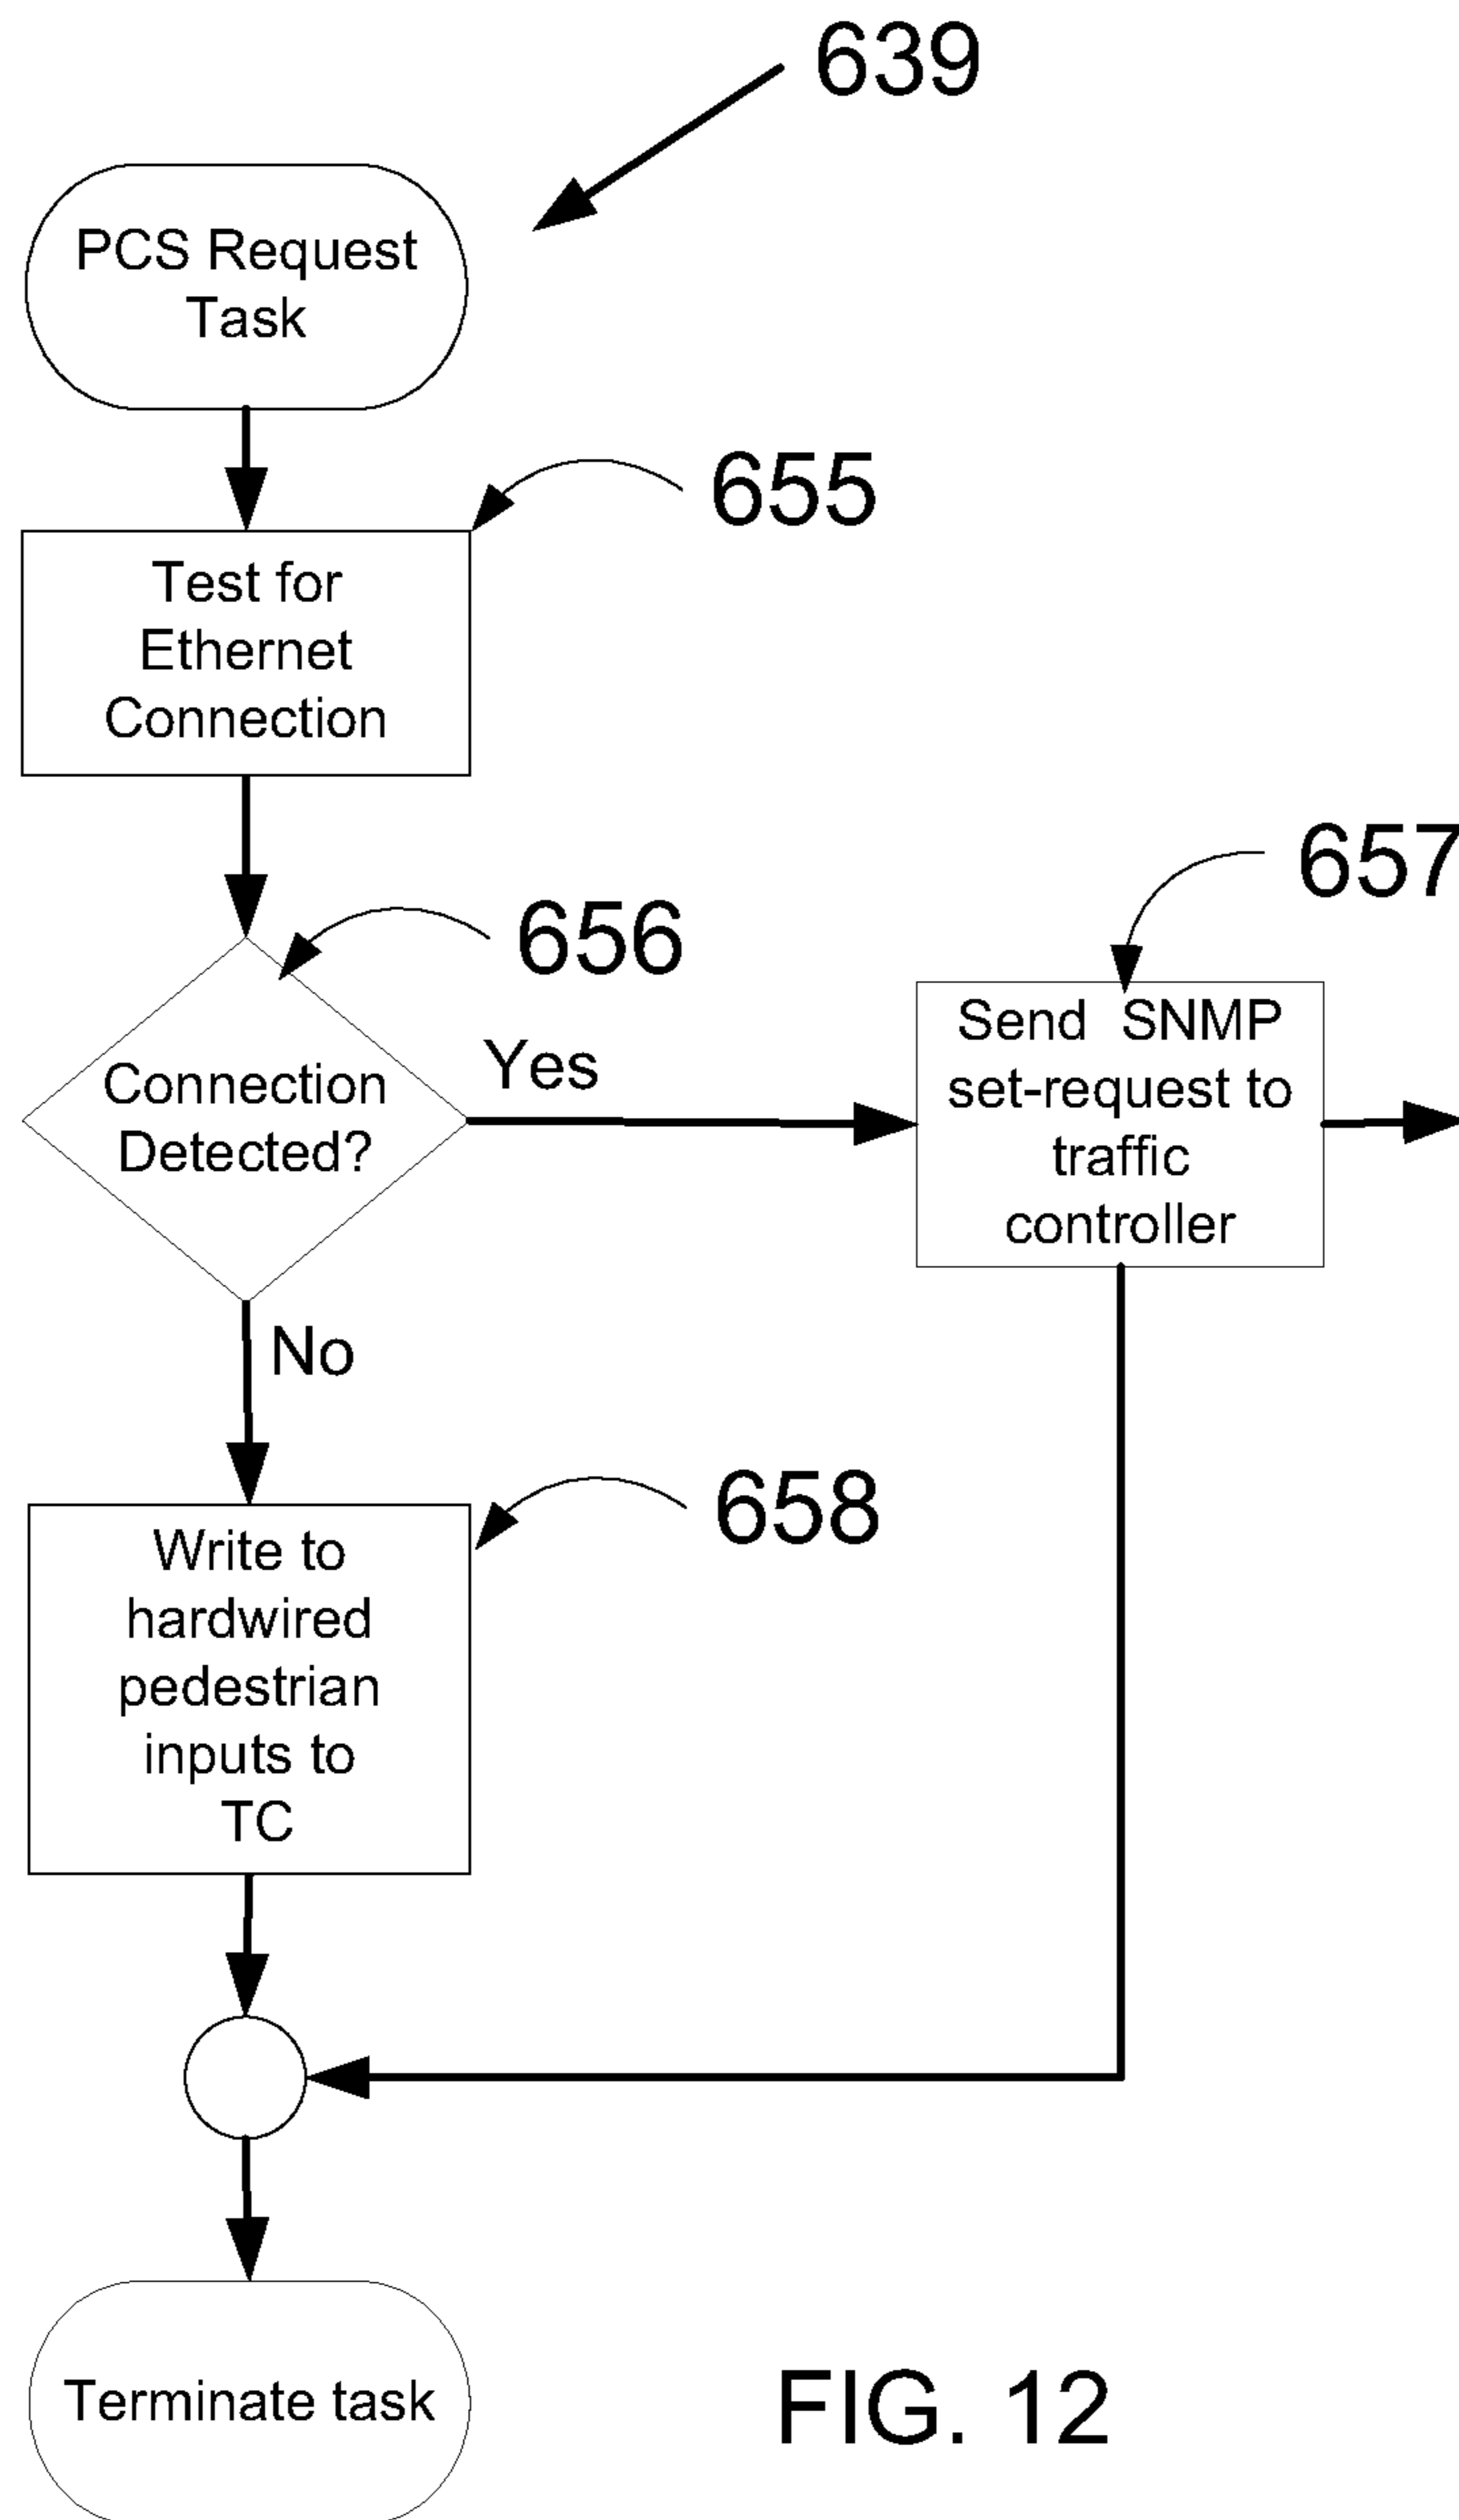 639
PCS Request
Task
655
Test for
Ethernet
Connection
656
657
Connection
Detected?
Yes
Send SNMP
set-request to
traffic
controller
No
658
Write to
hardwired
pedestrian
inputs to
TC
Terminate task
FIG. 12